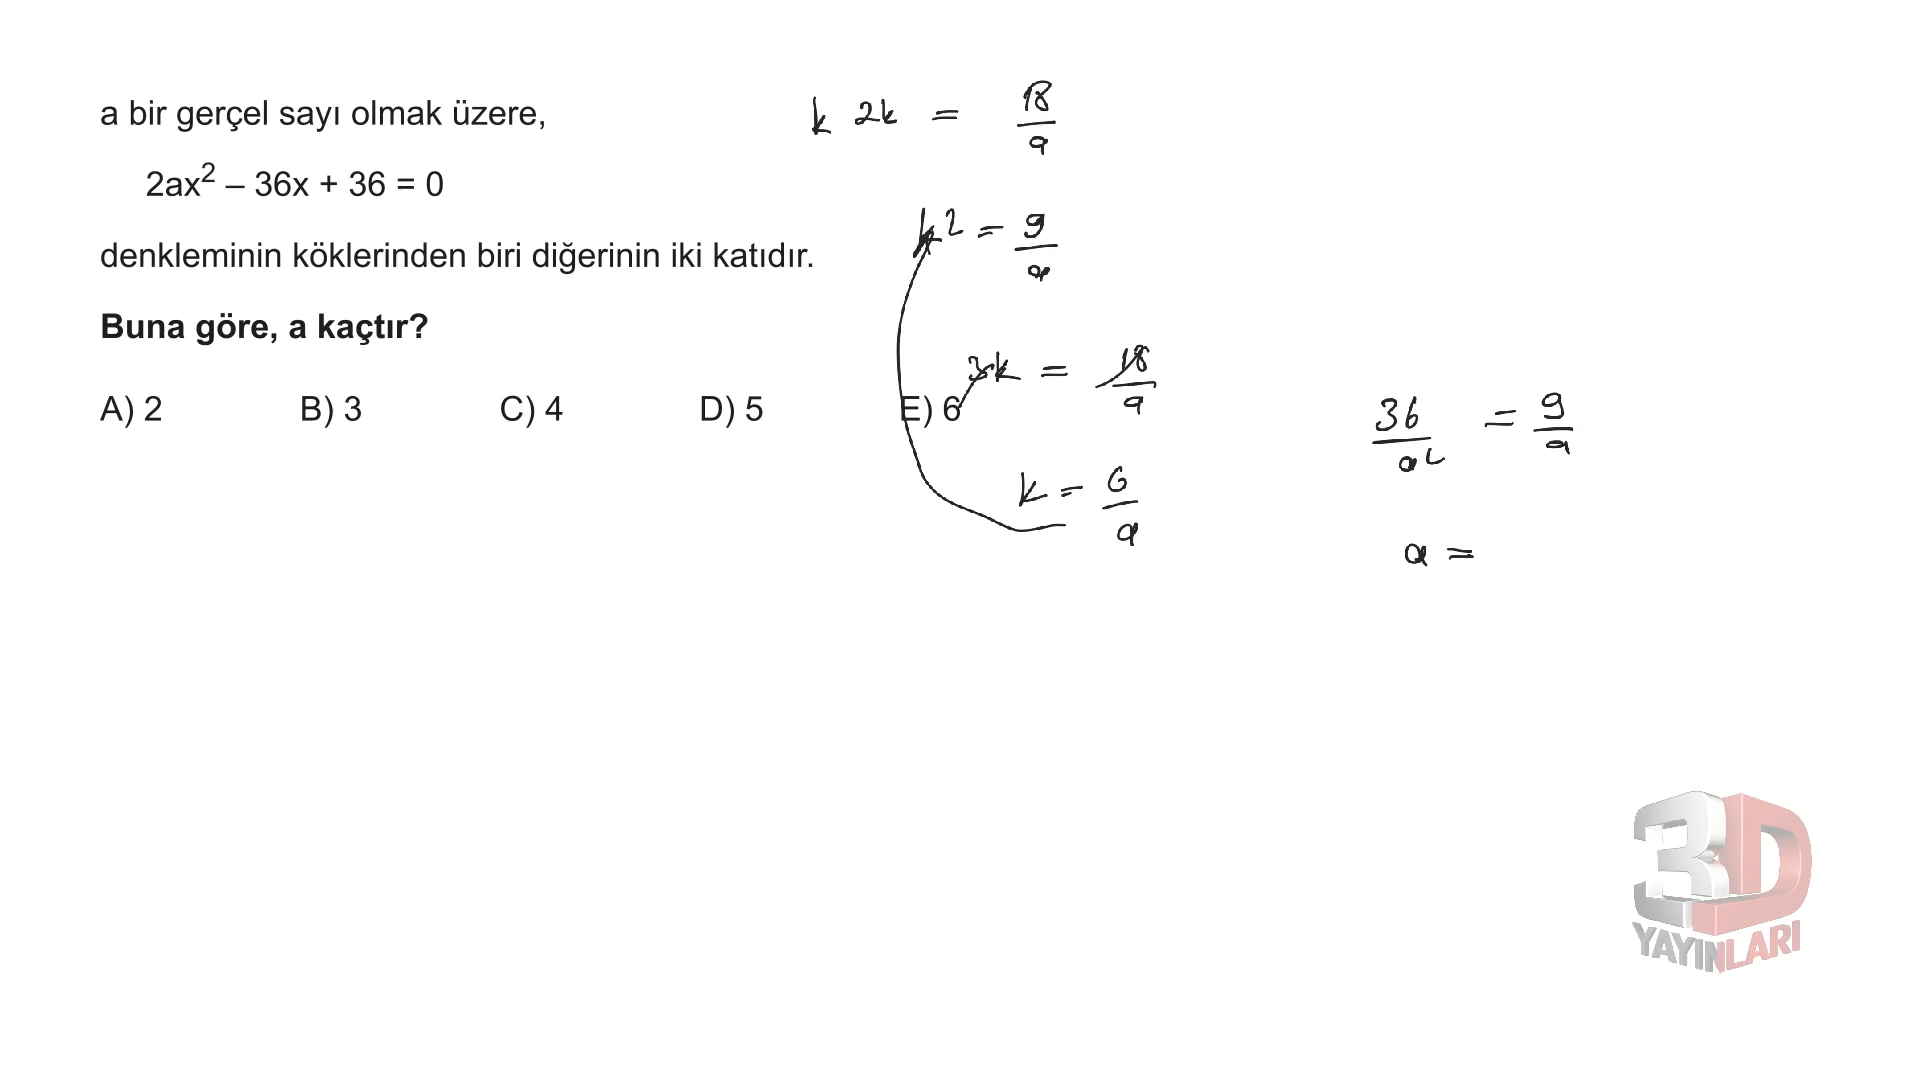 a bir gerçel sayı olmak üzere,
2ax² – 36x + 36 = 0
denkleminin köklerinden biri diğerinin iki katıdır.
Buna göre, a kaçtır?
A) 2 B) 3 C) 4 D) 5 E) 6
k 2k = 18/a
k² = 9/a
3k = 18/a
k = 6/a
36/a² = 9/a
a =
3D
YAYINLARI